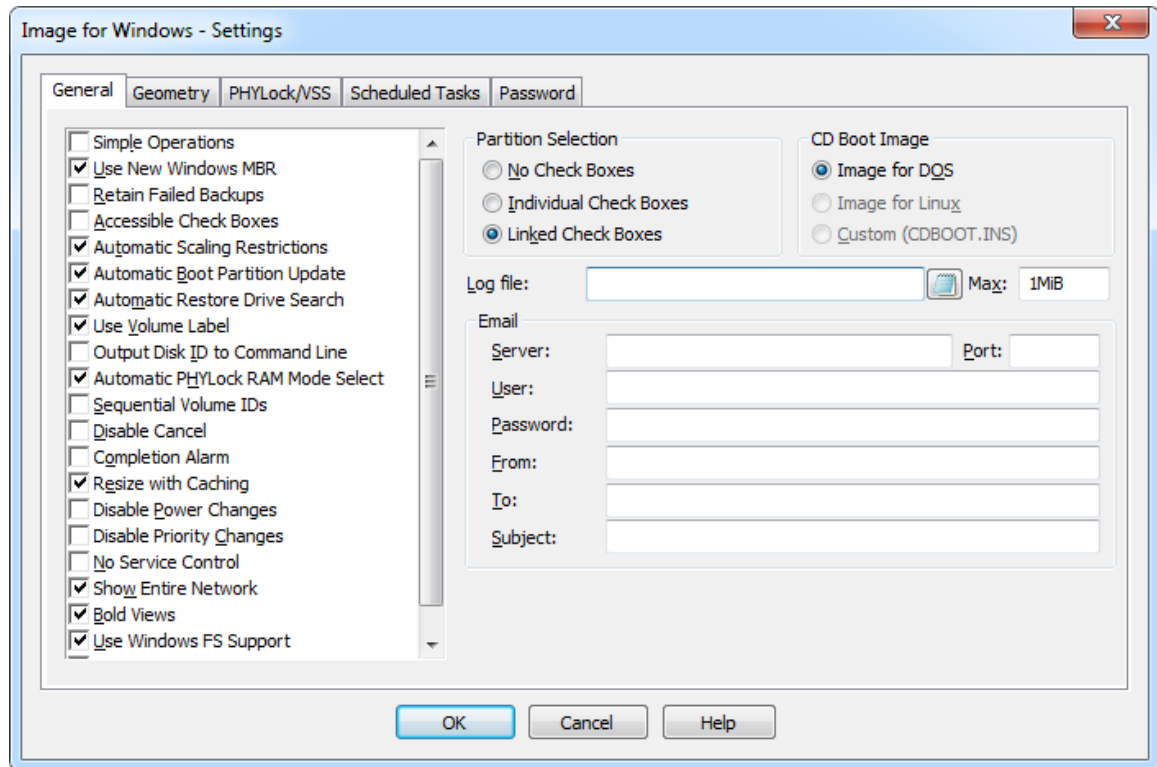 Image for Windows - Settings
General
Geometry
PHYLock/VSS
Scheduled Tasks
Password
Simple Operations
Use New Windows MBR
Retain Failed Backups
Accessible Check Boxes
Automatic Scaling Restrictions
Automatic Boot Partition Update
Automatic Restore Drive Search
Use Volume Label
Output Disk ID to Command Line
Automatic PHYLock RAM Mode Select
Sequential Volume IDs
Disable Cancel
Completion Alarm
Resize with Caching
Disable Power Changes
Disable Priority Changes
No Service Control
Show Entire Network
Bold Views
Use Windows FS Support
Partition Selection
No Check Boxes
Individual Check Boxes
Linked Check Boxes
CD Boot Image
Image for DOS
Image for Linux
Custom (CDBOOT.INS)
Log file:
Max: 1MiB
Email
Server:
Port:
User:
Password:
From:
To:
Subject:
OK
Cancel
Help